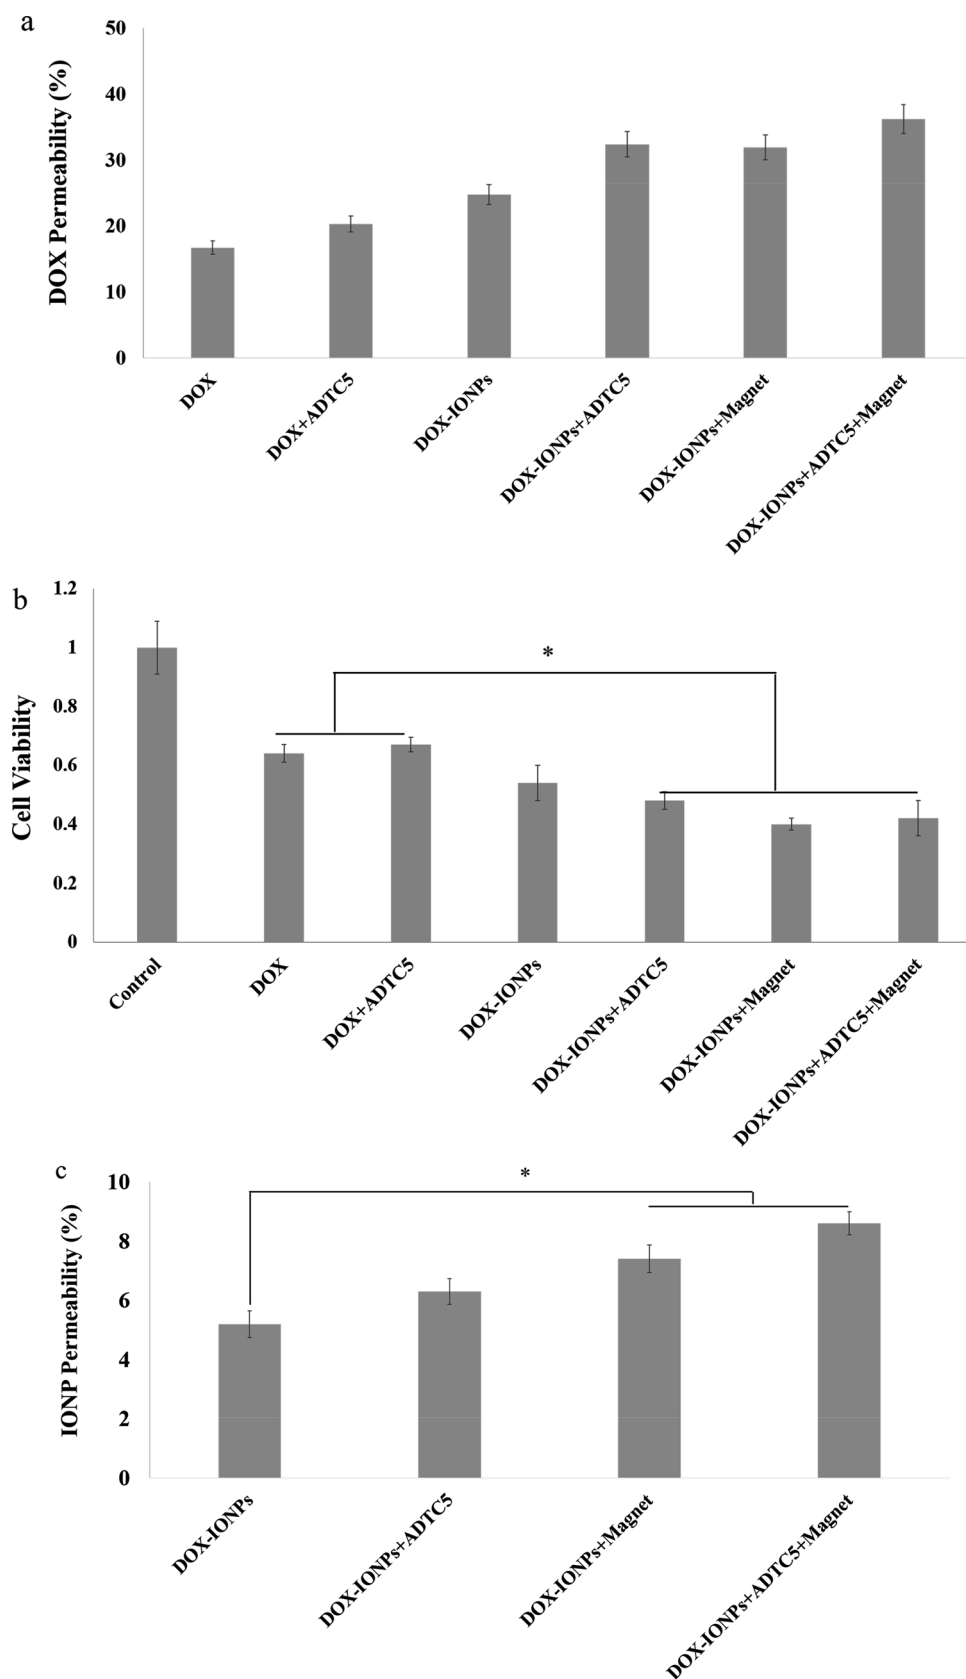 a
DOX Permeability (%)
50
40
30
20
10
0
DOX
DOX+ADTC5
DOX-IONPs
DOX-IONPs+ADTC5
DOX-IONPs+Magnet
DOX-IONPs+ADTC5+Magnet
b
Cell Viability
1.2
1
0.8
0.6
0.4
0.2
0
*
Control
DOX
DOX+ADTC5
DOX-IONPs
DOX-IONPs+ADTC5
DOX-IONPs+Magnet
DOX-IONPs+ADTC5+Magnet
c
IONP Permeability (%)
10
8
6
4
2
0
*
DOX-IONPs
DOX-IONPs+ADTC5
DOX-IONPs+Magnet
DOX-IONPs+ADTC5+Magnet